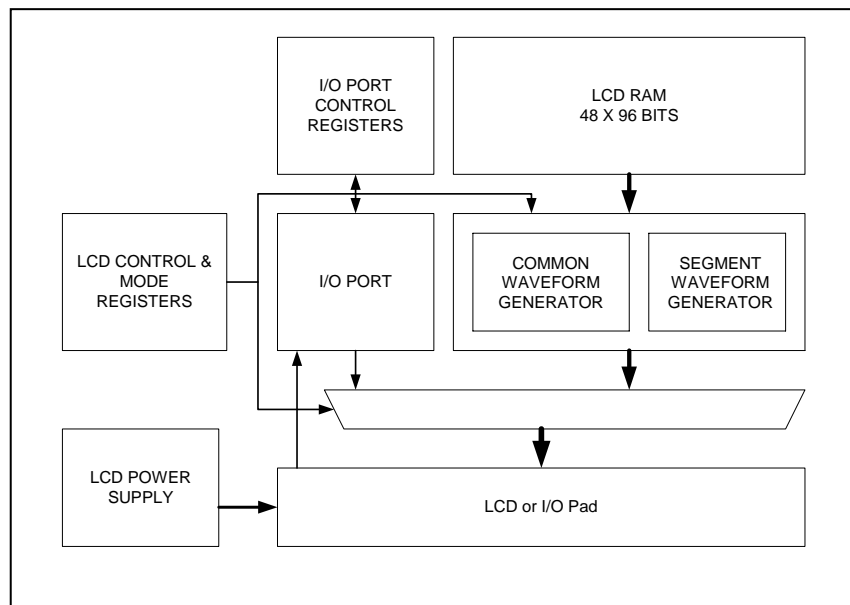 I/O PORT
CONTROL
REGISTERS
LCD RAM
48 X 96 BITS
LCD CONTROL &
MODE
REGISTERS
I/O PORT
COMMON
WAVEFORM
GENERATOR
SEGMENT
WAVEFORM
GENERATOR
LCD POWER
SUPPLY
LCD or I/O Pad